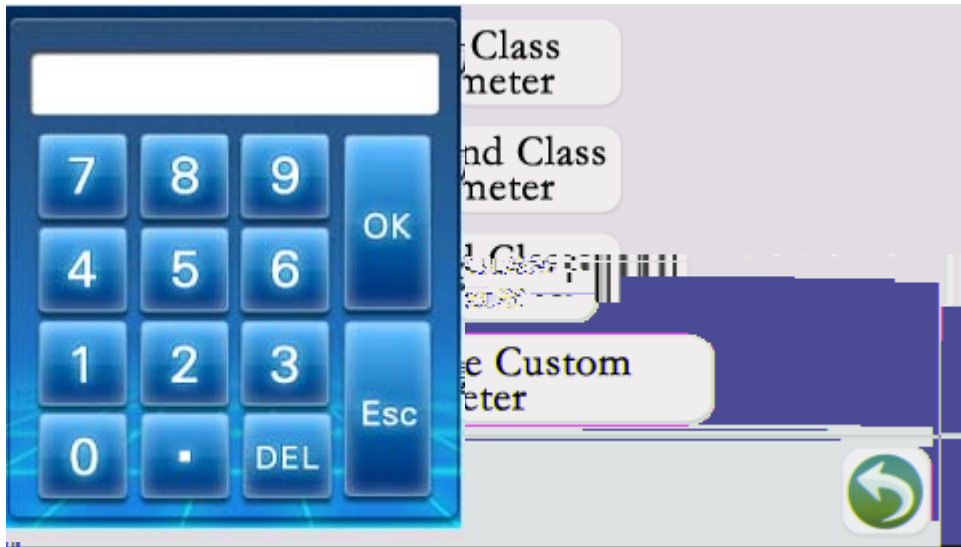 7 8 9 OK
4 5 6
1 2 3 Esc
0 . DEL
Class
meter
nd Class
meter
e Custom
eter